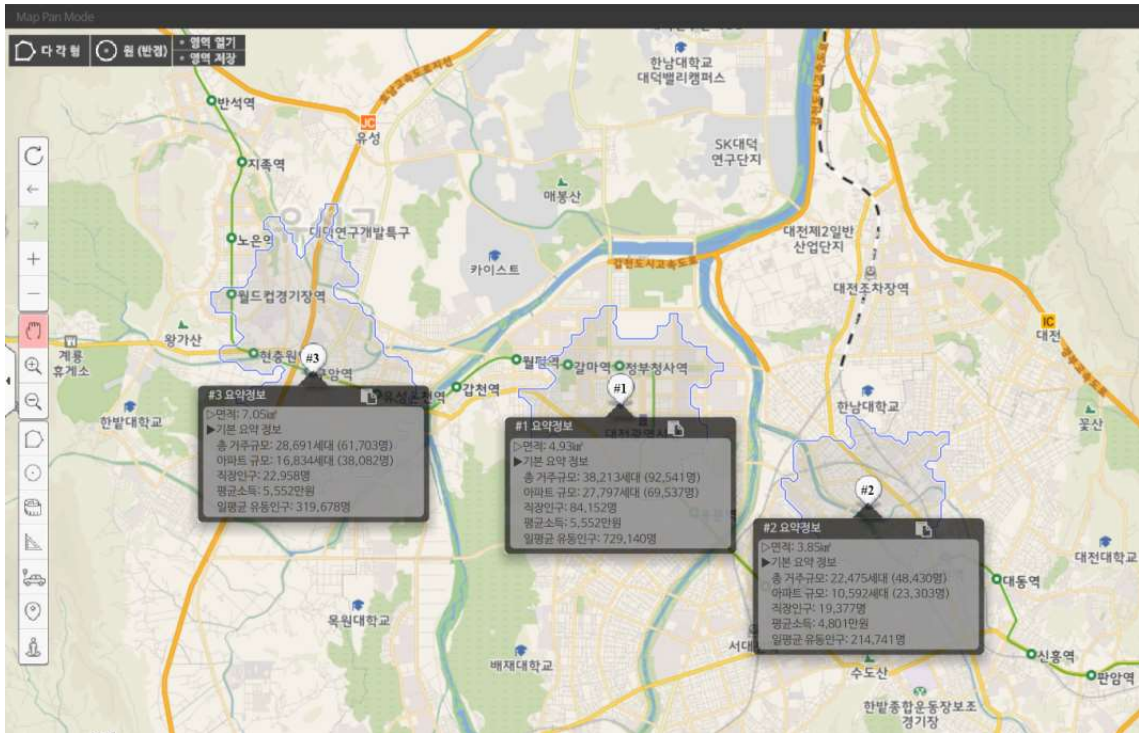 Map Pan Mode
다 각 형
원 (반경)
영역 열기
영역 저장
한남대학교
대덕밸리캠퍼스
반석역
JC
유성
지족역
SK대덕
연구단지
매봉산
노은역
대덕연구개발특구
대전제2일반
산업단지
카이스트
갑천도시고속도로
대전조차장역
월드컵경기장역
왕가산
IC
대전
계룡
휴게소
현충원
#3
구암역
월평역
갈마역
정부청사역
갑천역
#1
한밭대학교
한남대학교
꽃산
#3 요약정보
▷면적: 7.05㎢
▶기본 요약 정보
총 거주규모: 28,691세대 (61,703명)
아파트 규모: 16,834세대 (38,082명)
직장인구: 22,958명
평균소득: 5,552만원
일평균 유동인구: 319,678명
#1 요약정보
▷면적: 4.93㎢
▶기본 요약 정보
총 거주규모: 38,213세대 (92,541명)
아파트 규모: 27,797세대 (69,537명)
직장인구: 84,152명
평균소득: 5,552만원
일평균 유동인구: 729,140명
#2
#2 요약정보
▷면적: 3.85㎢
▶기본 요약 정보
총 거주규모: 22,475세대 (48,430명)
아파트 규모: 10,592세대 (23,303명)
직장인구: 19,377명
평균소득: 4,801만원
일평균 유동인구: 214,741명
대전대학교
대동역
목원대학교
서대
배재대학교
수도산
신흥역
판암역
한밭종합운동장보조
경기장